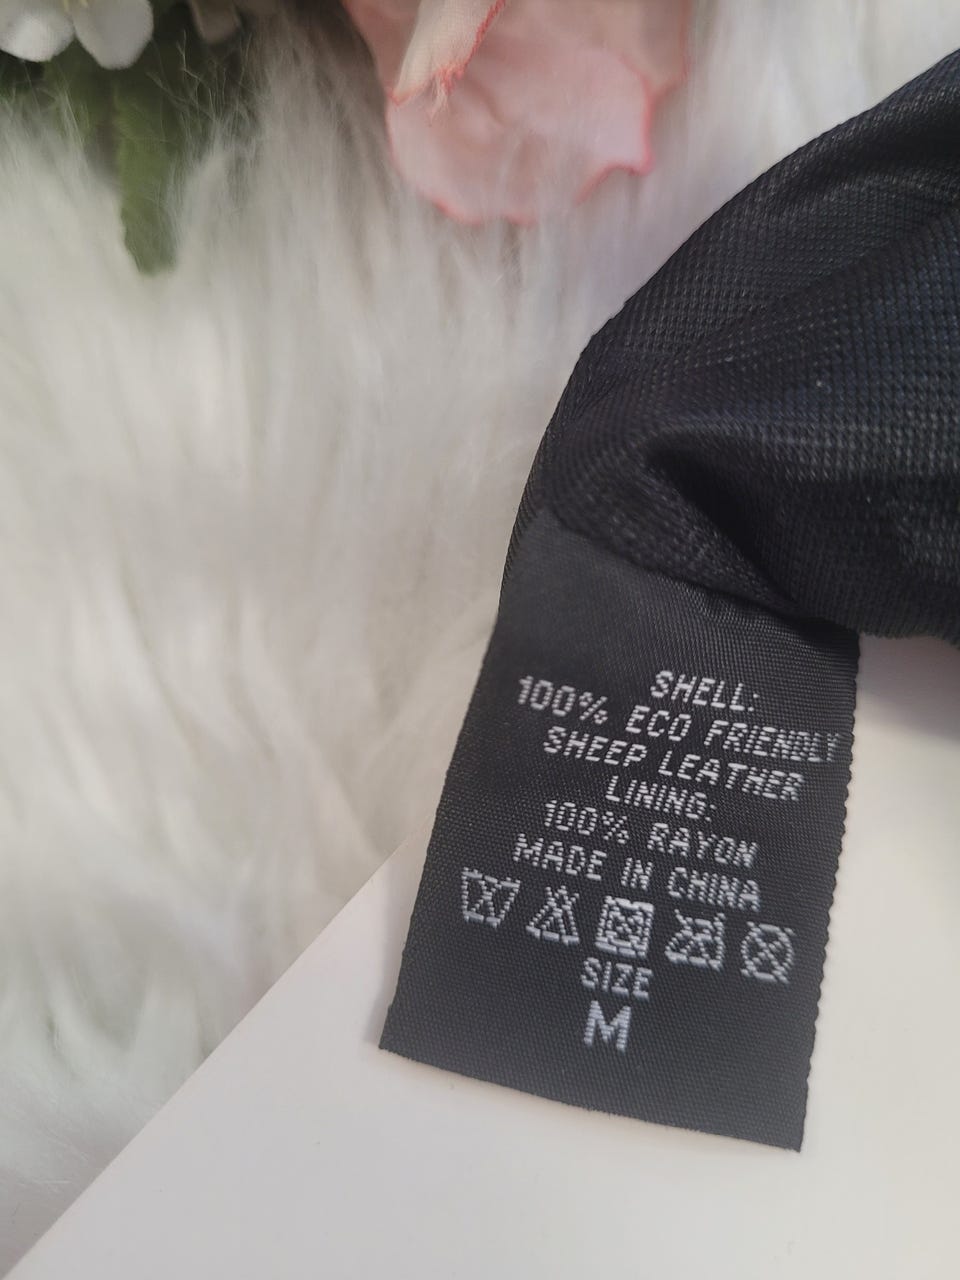 SHELL:
100% ECO FRIENDLY
SHEEP LEATHER
LINING:
100% RAYON
MADE IN CHINA
SIZE
M